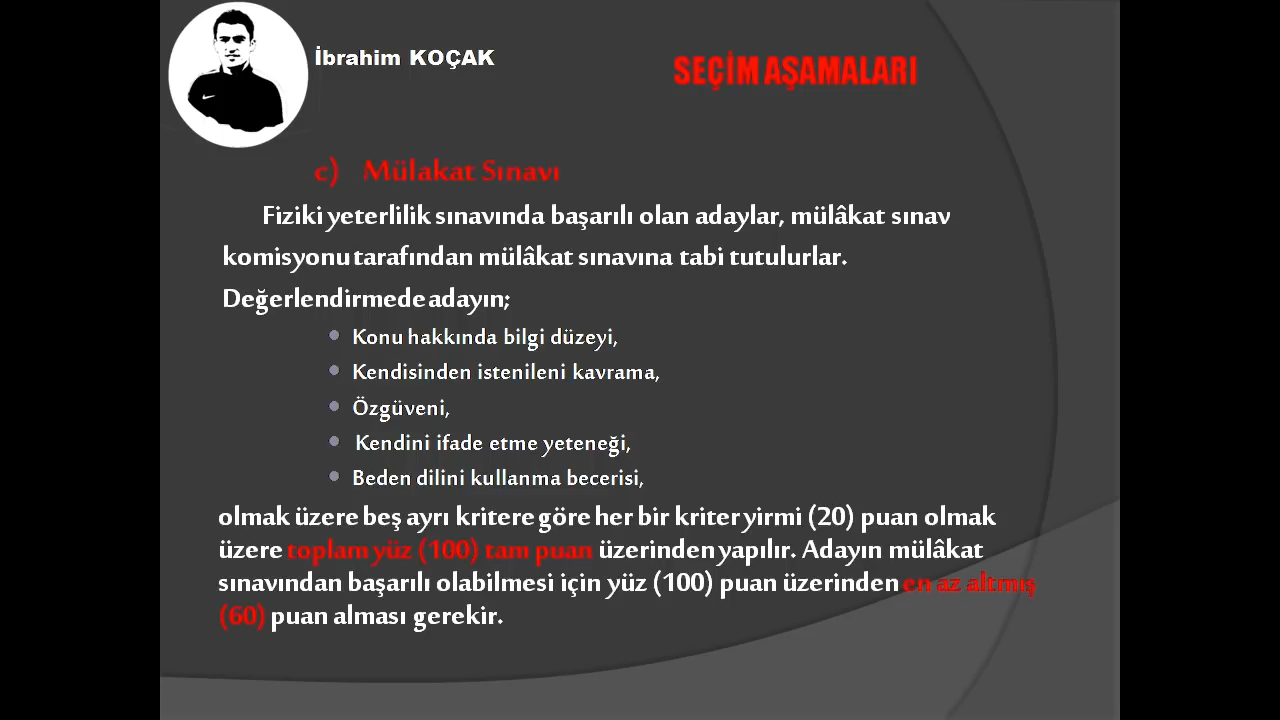 İbrahim KOÇAK
SEÇİM AŞAMALARI
c) Mülakat Sınavı
Fiziki yeterlilik sınavında başarılı olan adaylar, mülâkat sınav
komisyonu tarafından mülâkat sınavına tabi tutulurlar.
Değerlendirmede adayın;
• Konu hakkında bilgi düzeyi,
• Kendisinden istenileni kavrama,
• Özgüveni,
• Kendini ifade etme yeteneği,
• Beden dilini kullanma becerisi,
olmak üzere beş ayrı kritere göre her bir kriter yirmi (20) puan olmak
üzere toplam yüz (100) tam puan üzerinden yapılır. Adayın mülâkat
sınavından başarılı olabilmesi için yüz (100) puan üzerinden en az altmış
(60) puan alması gerekir.